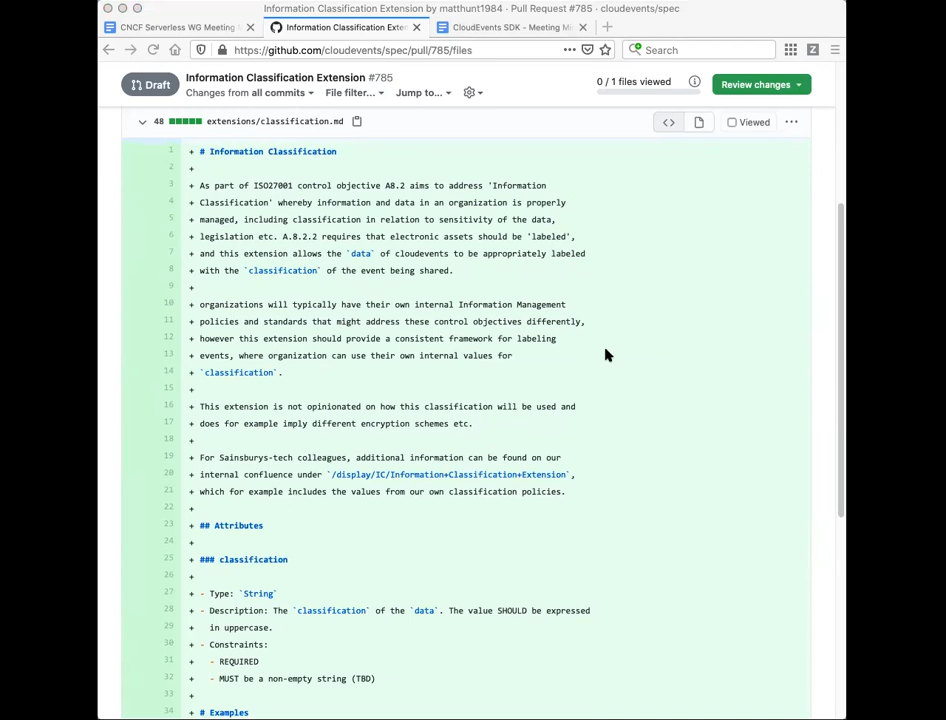 Information Classification Extension by matthunt1984 · Pull Request #785 · cloudevents/spec
CNCF Serverless WG Meeting
Information Classification Exten
CloudEvents SDK - Meeting Mi
https://github.com/cloudevents/spec/pull/785/files
Search
Draft
Information Classification Extension #785
Changes from all commits
File filter...
Jump to...
0 / 1 files viewed
Review changes
48 extensions/classification.md
Viewed
1 + # Information Classification
2 +
3 + As part of ISO27001 control objective A8.2 aims to address 'Information
4 + Classification' whereby information and data in an organization is properly
5 + managed, including classification in relation to sensitivity of the data,
6 + legislation etc. A.8.2.2 requires that electronic assets should be 'labeled',
7 + and this extension allows the `data` of cloudevents to be appropriately labeled
8 + with the `classification` of the event being shared.
9 +
10 + organizations will typically have their own internal Information Management
11 + policies and standards that might address these control objectives differently,
12 + however this extension should provide a consistent framework for labeling
13 + events, where organization can use their own internal values for
14 + `classification`.
15 +
16 + This extension is not opinionated on how this classification will be used and
17 + does for example imply different encryption schemes etc.
18 +
19 + For Sainsburys-tech colleagues, additional information can be found on our
20 + internal confluence under `/display/IC/Information+Classification+Extension`,
21 + which for example includes the values from our own classification policies.
22 +
23 + ## Attributes
24 +
25 + ### classification
26 +
27 + - Type: `String`
28 + - Description: The `classification` of the `data`. The value SHOULD be expressed
29 + in uppercase.
30 + - Constraints:
31 + - REQUIRED
32 + - MUST be a non-empty string (TBD)
33 +
34 + # Examples